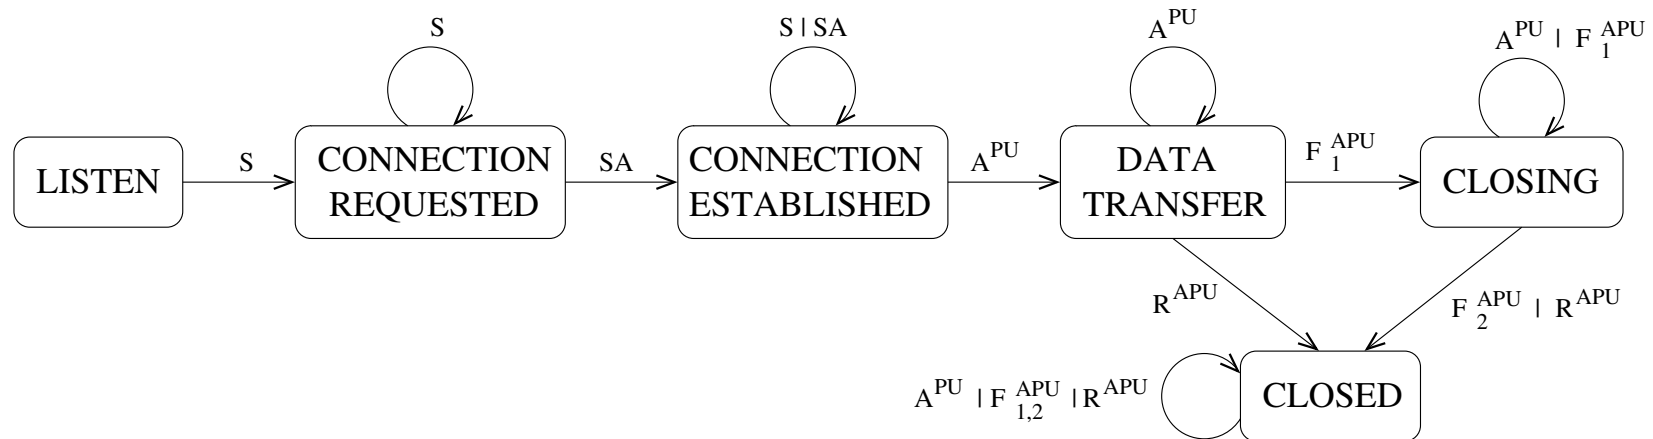 S
S | SA
A^PU
A^PU | F_1^APU
LISTEN
S
CONNECTION
REQUESTED
SA
CONNECTION
ESTABLISHED
A^PU
DATA
TRANSFER
F_1^APU
CLOSING
R^APU
F_2^APU | R^APU
A^PU | F_1,2^APU | R^APU
CLOSED